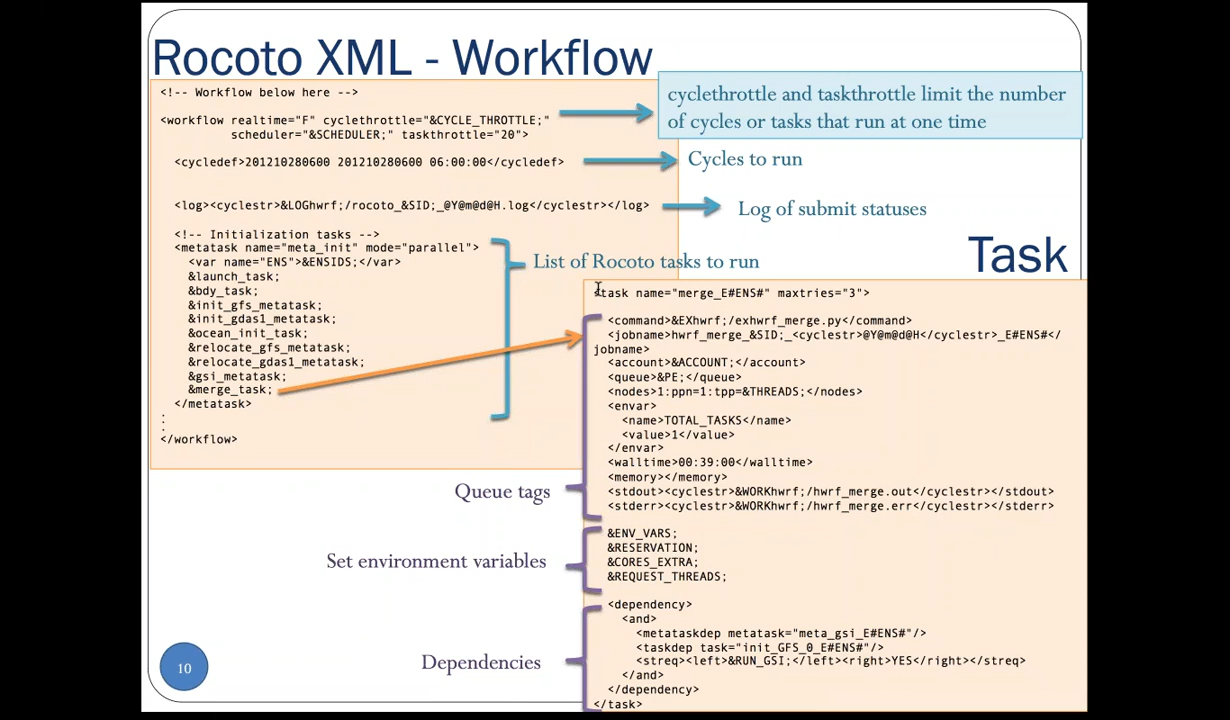 Rocoto XML - Workflow
<!-- Workflow below here -->
<workflow realtime="F" cyclethrottle="&CYCLE_THROTTLE;"
scheduler="&SCHEDULER;" taskthrottle="20">
cyclethrottle and taskthrottle limit the number
of cycles or tasks that run at one time
<cycledef>201210280600 201210280600 06:00:00</cycledef>
Cycles to run
<log><cyclestr>&LOGhwrf;/rocoto_&SID;_@Y@m@d@H.log</cyclestr></log>
Log of submit statuses
<!-- Initialization tasks -->
<metatask name="meta_init" mode="parallel">
<var name="ENS">&ENSIDS;</var>
&launch_task;
&bdy_task;
&init_gfs_metatask;
&init_gdas1_metatask;
&ocean_init_task;
&relocate_gfs_metatask;
&relocate_gdas1_metatask;
&gsi_metatask;
&merge_task;
</metatask>
.
.
</workflow>
List of Rocoto tasks to run
Task
<task name="merge_E#ENS#" maxtries="3">
<command>&EXhwrf;/exhwrf_merge.py</command>
<jobname>hwrf_merge_&SID;_<cyclestr>@Y@m@d@H</cyclestr>_E#ENS#</
jobname>
<account>&ACCOUNT;</account>
<queue>&PE;</queue>
<nodes>1:ppn=1:tpp=&THREADS;</nodes>
<envar>
<name>TOTAL_TASKS</name>
<value>1</value>
</envar>
<walltime>00:39:00</walltime>
<memory></memory>
<stdout><cyclestr>&WORKhwrf;/hwrf_merge.out</cyclestr></stdout>
<stderr><cyclestr>&WORKhwrf;/hwrf_merge.err</cyclestr></stderr>
Queue tags
&ENV_VARS;
&RESERVATION;
&CORES_EXTRA;
&REQUEST_THREADS;
Set environment variables
<dependency>
<and>
<metataskdep metatask="meta_gsi_E#ENS#"/>
<taskdep task="init_GFS_0_E#ENS#"/>
<streq><left>&RUN_GSI;</left><right>YES</right></streq>
</and>
</dependency>
</task>
Dependencies
10